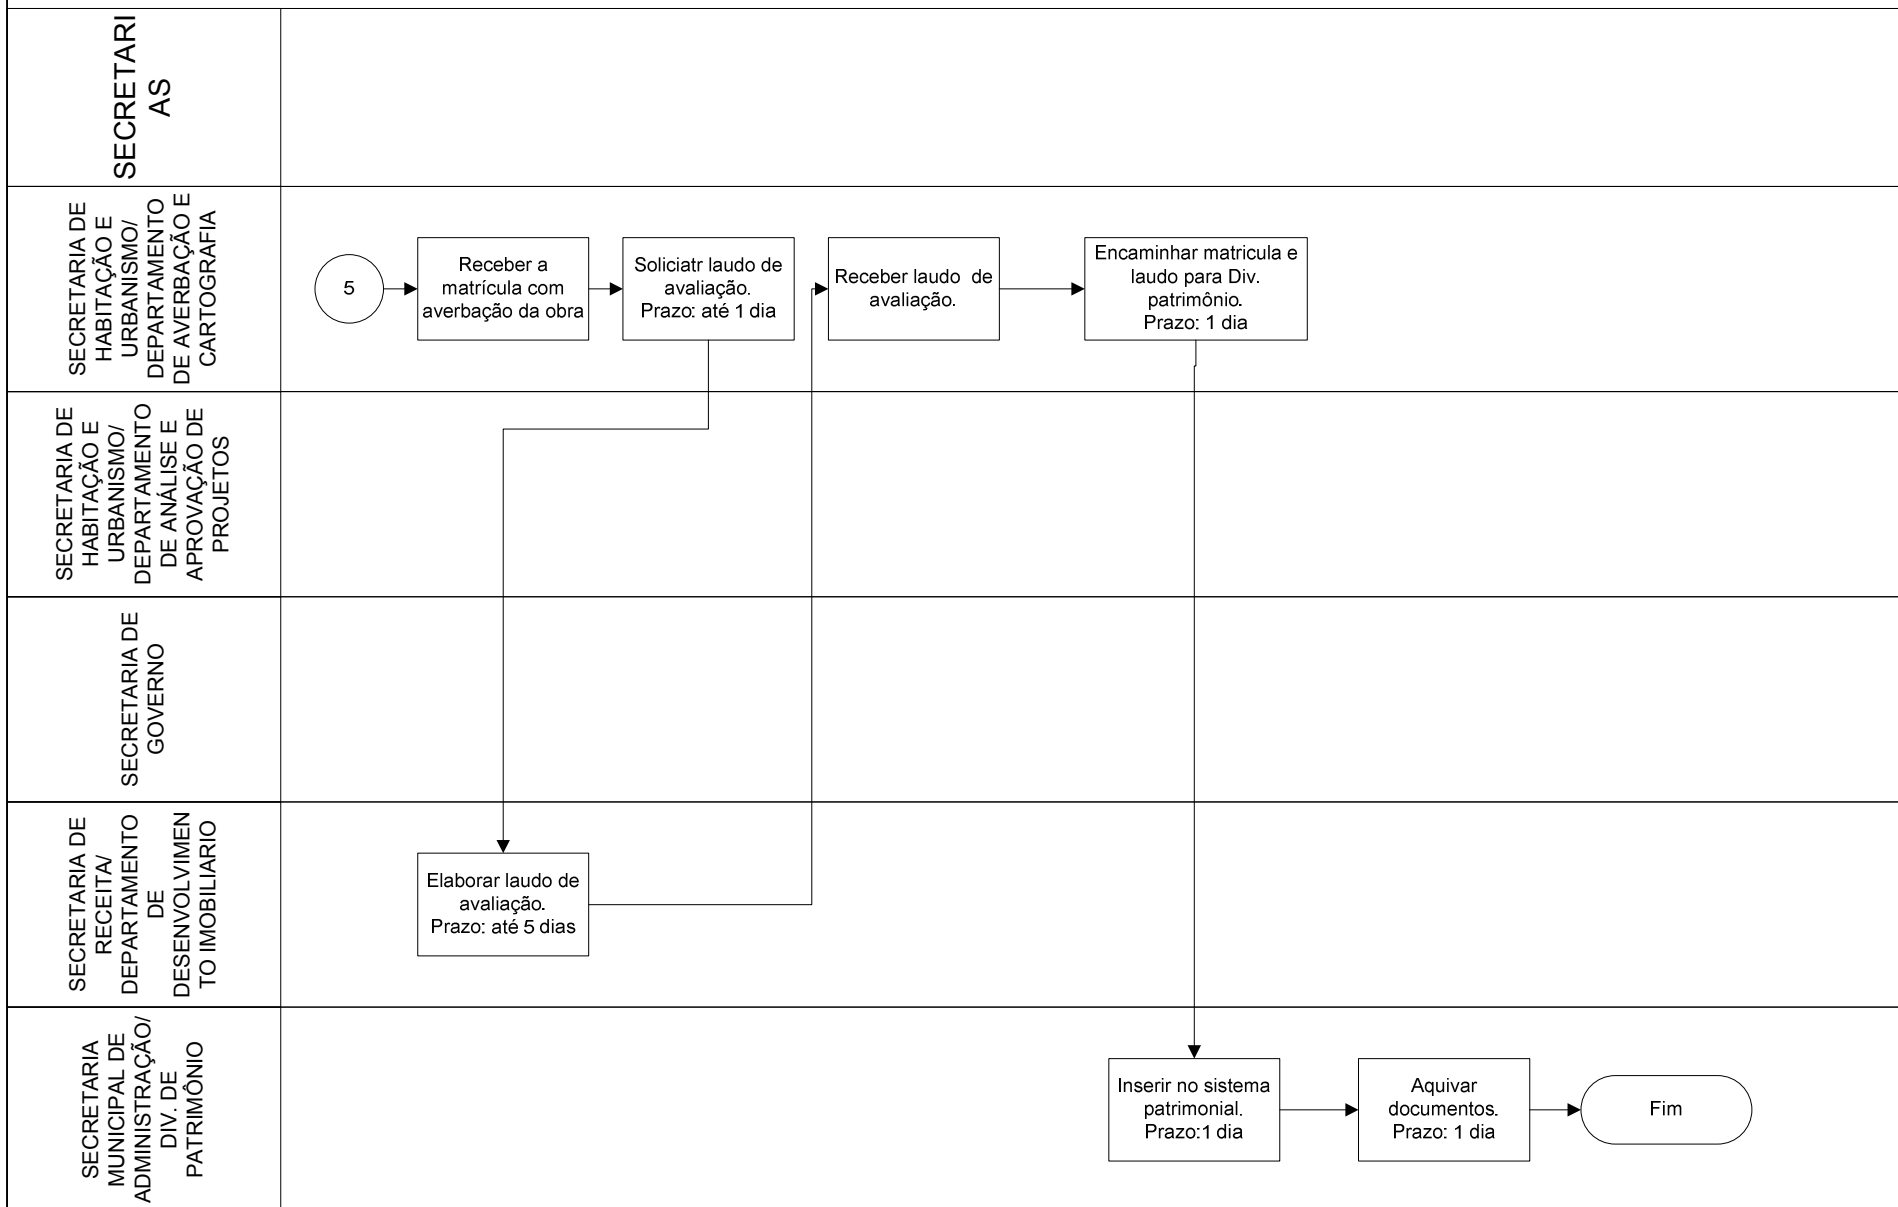 SECRETARI
AS
SECRETARIA DE
HABITAÇÃO E
URBANISMO/
DEPARTAMENTO
DE AVERBAÇÃO E
CARTOGRAFIA
5
Receber a
matrícula com
averbação da obra
Soliciatr laudo de
avaliação.
Prazo: até 1 dia
Receber laudo de
avaliação.
Encaminhar matricula e
laudo para Div.
patrimônio.
Prazo: 1 dia
SECRETARIA DE
HABITAÇÃO E
URBANISMO/
DEPARTAMENTO
DE ANÁLISE E
APROVAÇÃO DE
PROJETOS
SECRETARIA DE
GOVERNO
SECRETARIA DE
RECEITA/
DEPARTAMENTO
DE
DESENVOLVIMEN
TO IMOBILIARIO
Elaborar laudo de
avaliação.
Prazo: até 5 dias
SECRETARIA
MUNICIPAL DE
ADMINISTRAÇÃO/
DIV. DE
PATRIMÔNIO
Inserir no sistema
patrimonial.
Prazo:1 dia
Aquivar
documentos.
Prazo: 1 dia
Fim